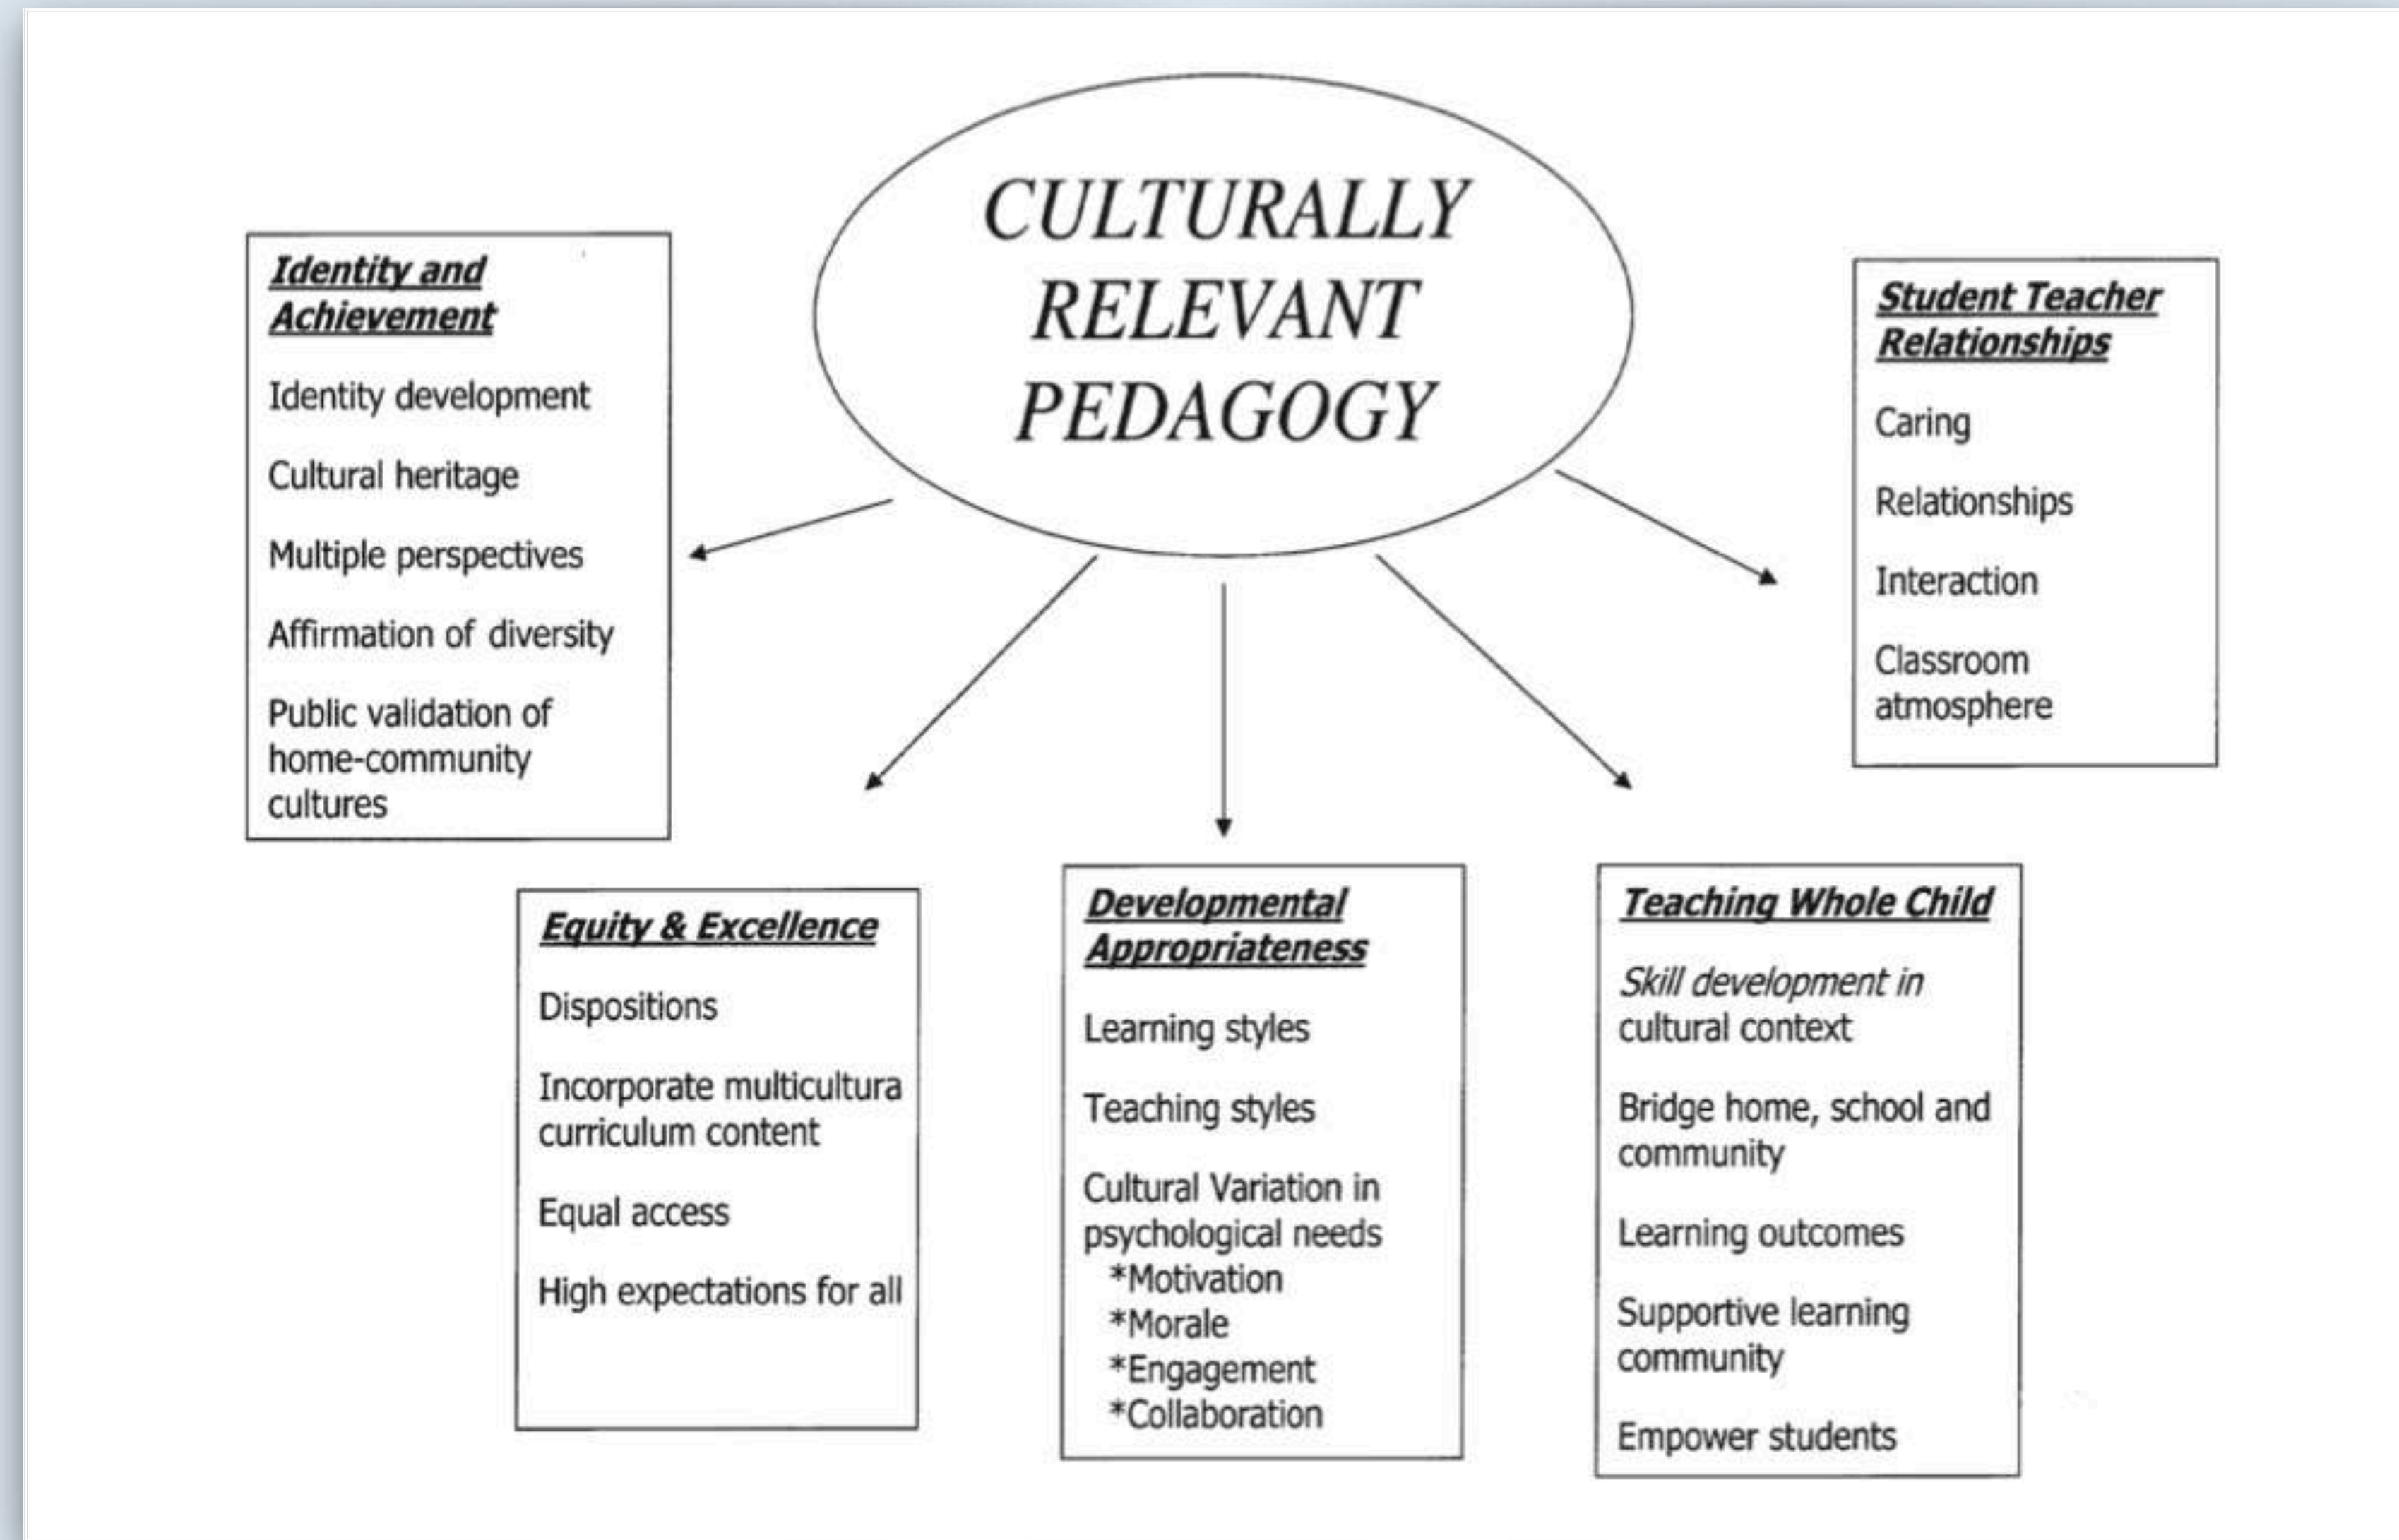 CULTURALLY
RELEVANT
PEDAGOGY
Identity and
Achievement
Identity development
Cultural heritage
Multiple perspectives
Affirmation of diversity
Public validation of
home-community
cultures
Equity & Excellence
Dispositions
Incorporate multicultura
curriculum content
Equal access
High expectations for all
Developmental
Appropriateness
Learning styles
Teaching styles
Cultural Variation in
psychological needs
*Motivation
*Morale
*Engagement
*Collaboration
Teaching Whole Child
Skill development in
cultural context
Bridge home, school and
community
Learning outcomes
Supportive learning
community
Empower students
Student Teacher
Relationships
Caring
Relationships
Interaction
Classroom
atmosphere